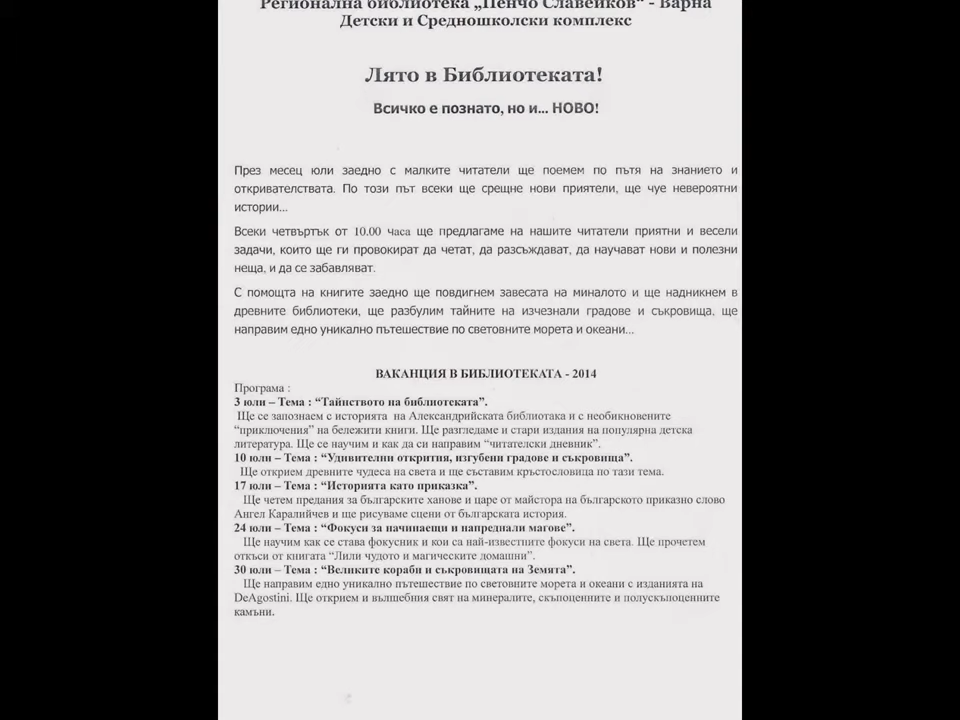 Регионална библиотека „Пенчо Славейков“ - Варна
Детски и Средношколски комплекс
Лято в Библиотеката!
Всичко е познато, но и... НОВО!
През месец юли заедно с малките читатели ще поемем по пътя на знанието и
откривателствата. По този път всеки ще срещне нови приятели, ще чуе невероятни
истории...
Всеки четвъртък от 10.00 часа ще предлагаме на нашите читатели приятни и весели
задачи, които ще ги провокират да четат, да разсъждават, да научават нови и полезни
неща, и да се забавляват.
С помощта на книгите заедно ще повдигнем завесата на миналото и ще надникнем в
древните библиотеки, ще разбулим тайните на изчезнали градове и съкровища, ще
направим едно уникално пътешествие по световните морета и океани...
ВАКАНЦИЯ В БИБЛИОТЕКАТА - 2014
Програма :
3 юли – Тема : “Тайнството на библиотеката”.
Ще се запознаем с историята на Александрийската библиотака и с необикновените
“приключения” на бележити книги. Ще разгледаме и стари издания на популярна детска
литература. Ще се научим и как да си направим “читателски дневник”.
10 юли – Тема : “Удивителни открития, изгубени градове и съкровища”.
Ще открием древните чудеса на света и ще съставим кръстословица по тази тема.
17 юли – Тема : “Историята като приказка”.
Ще четем предания за българските ханове и царе от майстора на българското приказно слово
Ангел Каралийчев и ще рисуваме сцени от българската история.
24 юли – Тема : “Фокуси за начинаещи и напреднали магове”.
Ще научим как се става фокусник и кои са най-известните фокуси на света. Ще прочетем
откъси от книгата “Лили чудото и магическите домашни”.
30 юли – Тема : “Великите кораби и съкровищата на Земята”.
Ще направим едно уникално пътешествие по световните морета и океани с изданията на
DeAgostini. Ще открием и вълшебния свят на минералите, скъпоценните и полускъпоценните
камъни.